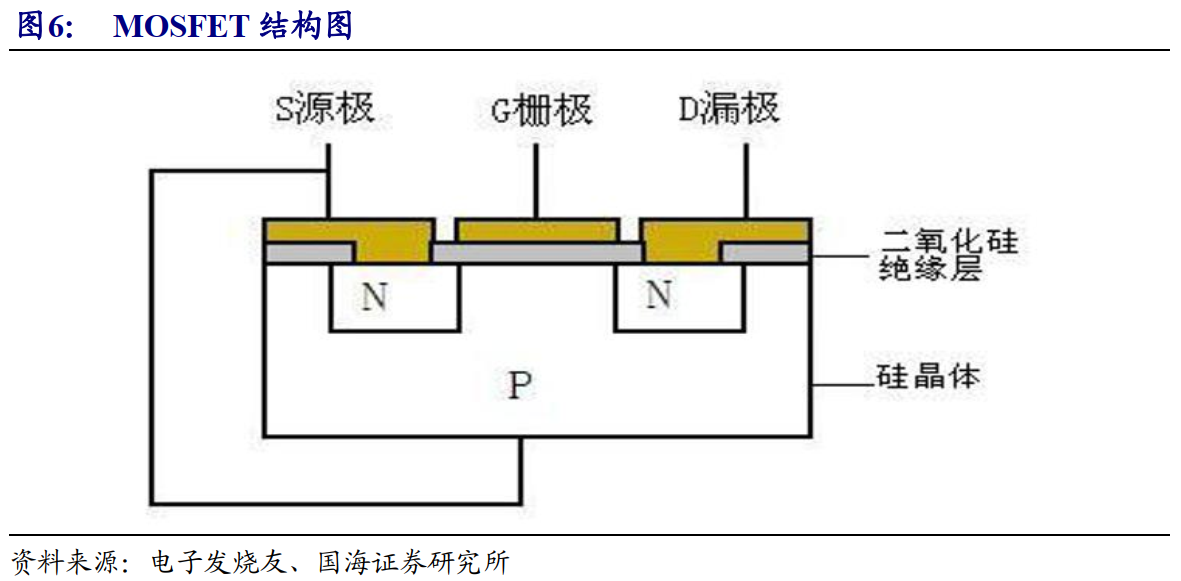 图6: MOSFET 结构图
S源极 G栅极 D漏极
二氧化硅
绝缘层
N N
P
硅晶体
资料来源：电子发烧友、国海证券研究所